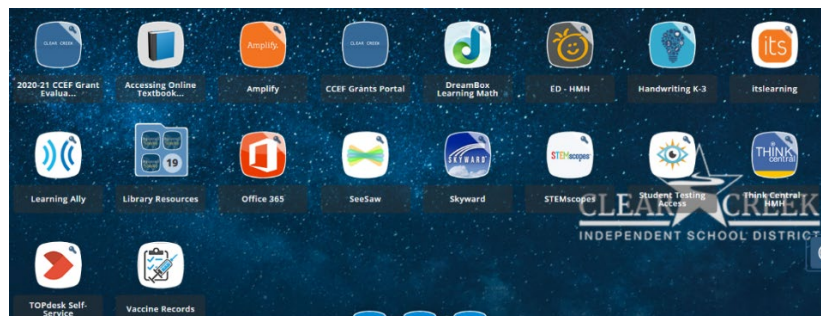 CLEAR CREEK
Amplify.
CLEAR CREEK
its
2020-21 CCEF Grant
Evalua...
Accessing Online
Textbook...
Amplify
CCEF Grants Portal
DreamBox
Learning Math
ED - HMH
Handwriting K-3
itslearning
19
SKYWARD
STEMscopes
THINK
central
Learning Ally
Library Resources
Office 365
SeeSaw
Skyward
STEMscopes
Student Testing
Access
Think Central -
HMH
CLEAR CREEK
INDEPENDENT SCHOOL DISTRICT
TOPdesk Self-
Service
Vaccine Records